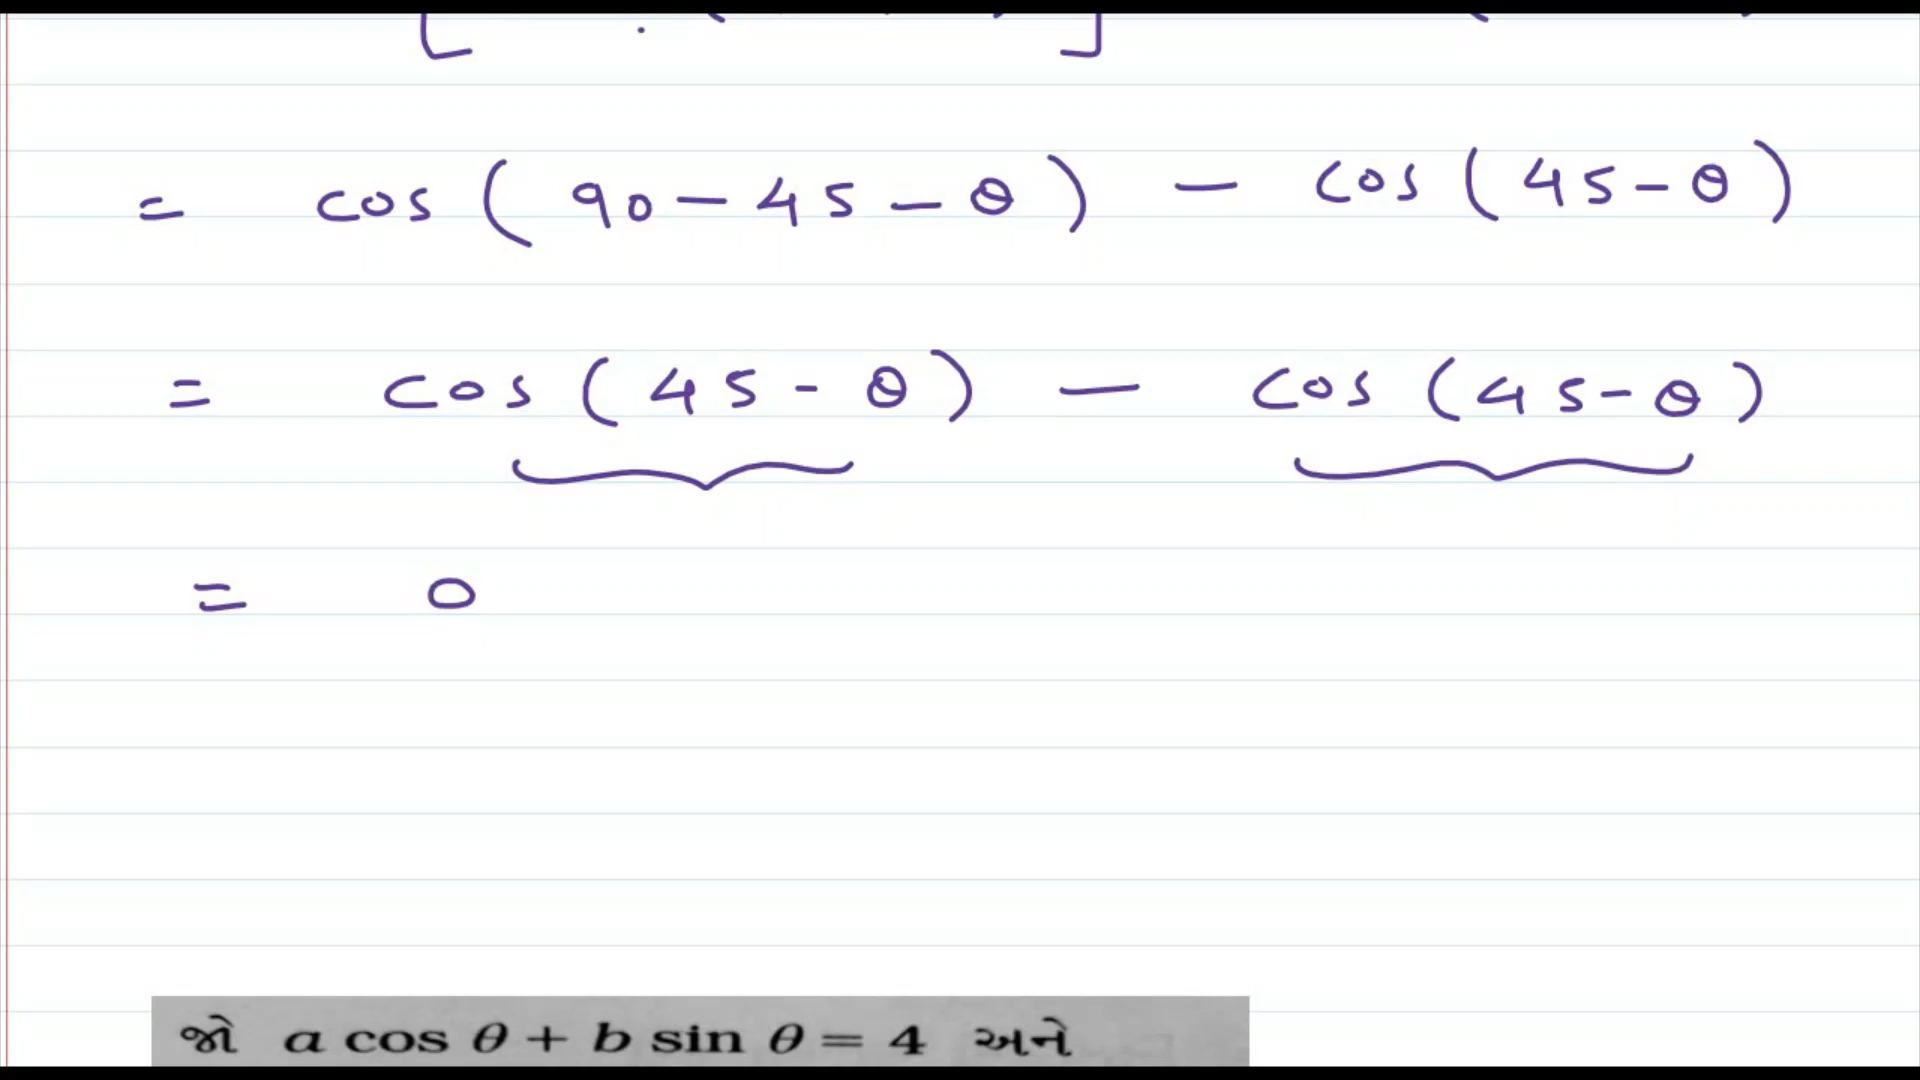 = cos ( 90 - 45 - θ ) - cos ( 45 - θ )
= cos ( 45 - θ ) - cos ( 45 - θ )
= 0
જો a cos θ + b sin θ = 4 અને